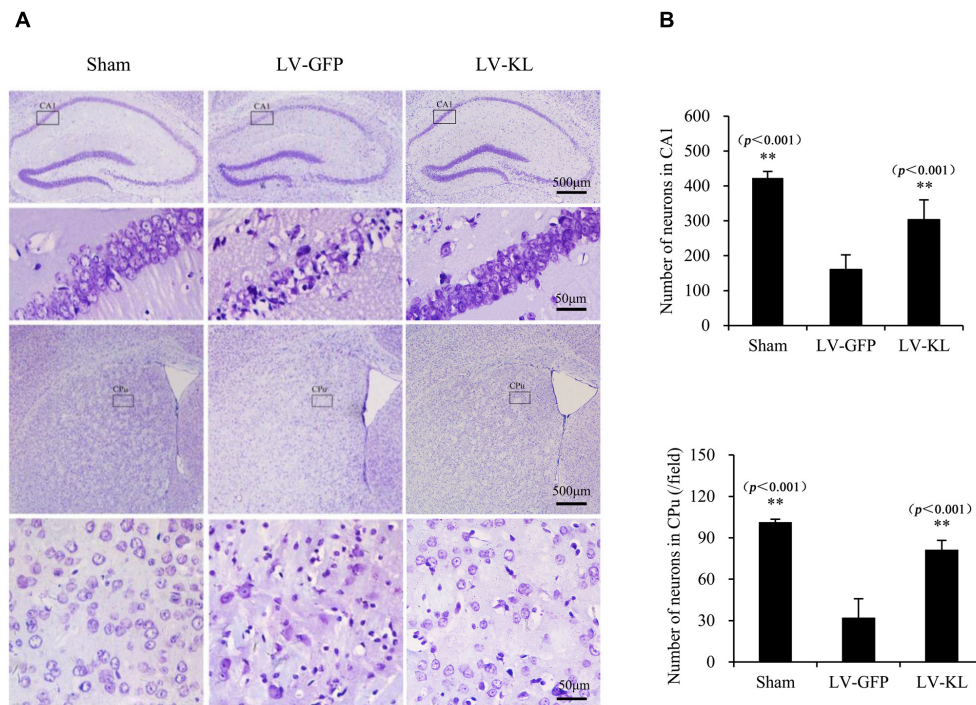 A
Sham LV-GFP LV-KL
CA1 CA1 CA1
500μm
50μm
CPu CPu CPu
500μm
50μm
B
Number of neurons in CA1
600
500
400
300
200
100
0
(p<0.001)
**
(p<0.001)
**
Sham LV-GFP LV-KL
Number of neurons in CPu (/field)
150
120
90
60
30
0
(p<0.001)
**
(p<0.001)
**
Sham LV-GFP LV-KL